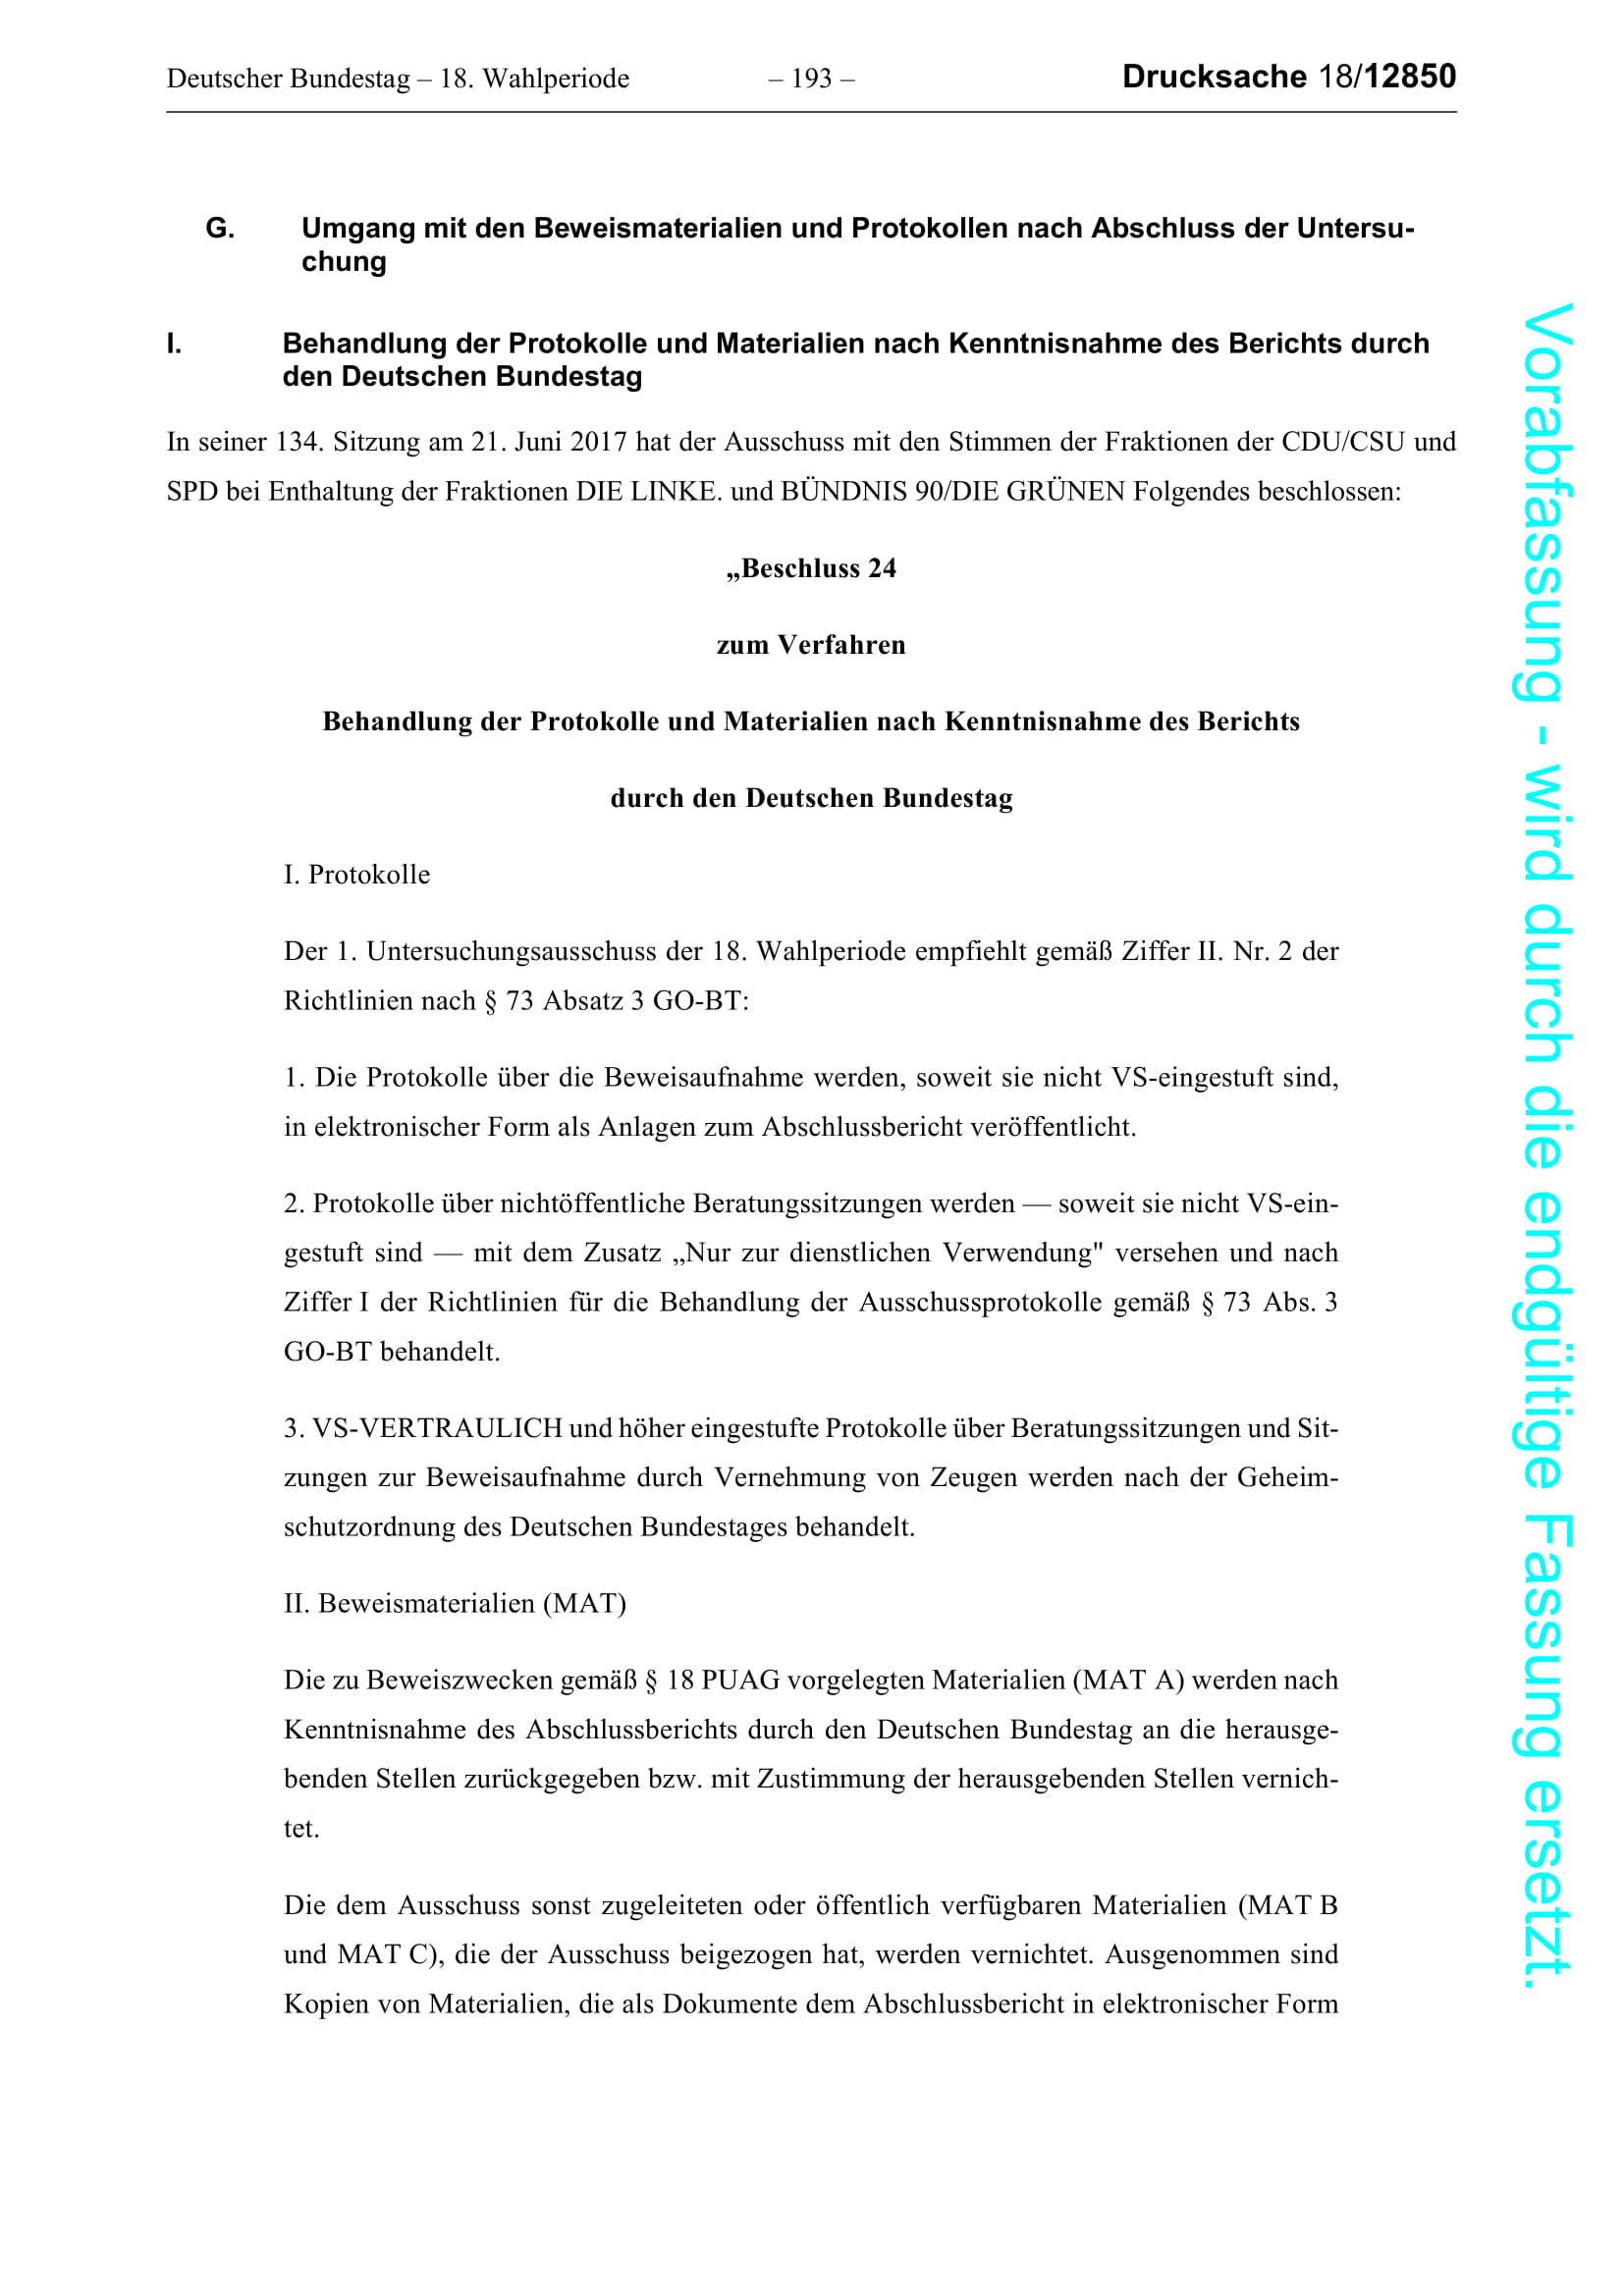 Deutscher Bundestag – 18. Wahlperiode – 193 – Drucksache 18/12850
G. Umgang mit den Beweismaterialien und Protokollen nach Abschluss der Untersu-
chung
I. Behandlung der Protokolle und Materialien nach Kenntnisnahme des Berichts durch
den Deutschen Bundestag
In seiner 134. Sitzung am 21. Juni 2017 hat der Ausschuss mit den Stimmen der Fraktionen der CDU/CSU und
SPD bei Enthaltung der Fraktionen DIE LINKE. und BÜNDNIS 90/DIE GRÜNEN Folgendes beschlossen:
„Beschluss 24
zum Verfahren
Behandlung der Protokolle und Materialien nach Kenntnisnahme des Berichts
durch den Deutschen Bundestag
I. Protokolle
Der 1. Untersuchungsausschuss der 18. Wahlperiode empfiehlt gemäß Ziffer II. Nr. 2 der
Richtlinien nach § 73 Absatz 3 GO-BT:
1. Die Protokolle über die Beweisaufnahme werden, soweit sie nicht VS-eingestuft sind,
in elektronischer Form als Anlagen zum Abschlussbericht veröffentlicht.
2. Protokolle über nichtöffentliche Beratungssitzungen werden — soweit sie nicht VS-ein-
gestuft sind — mit dem Zusatz „Nur zur dienstlichen Verwendung" versehen und nach
Ziffer I der Richtlinien für die Behandlung der Ausschussprotokolle gemäß § 73 Abs. 3
GO-BT behandelt.
3. VS-VERTRAULICH und höher eingestufte Protokolle über Beratungssitzungen und Sit-
zungen zur Beweisaufnahme durch Vernehmung von Zeugen werden nach der Geheim-
schutzordnung des Deutschen Bundestages behandelt.
II. Beweismaterialien (MAT)
Die zu Beweiszwecken gemäß § 18 PUAG vorgelegten Materialien (MAT A) werden nach
Kenntnisnahme des Abschlussberichts durch den Deutschen Bundestag an die herausge-
benden Stellen zurückgegeben bzw. mit Zustimmung der herausgebenden Stellen vernich-
tet.
Die dem Ausschuss sonst zugeleiteten oder öffentlich verfügbaren Materialien (MAT B
und MAT C), die der Ausschuss beigezogen hat, werden vernichtet. Ausgenommen sind
Kopien von Materialien, die als Dokumente dem Abschlussbericht in elektronischer Form
Vorabfassung - wird durch die endgültige Fassung ersetzt.